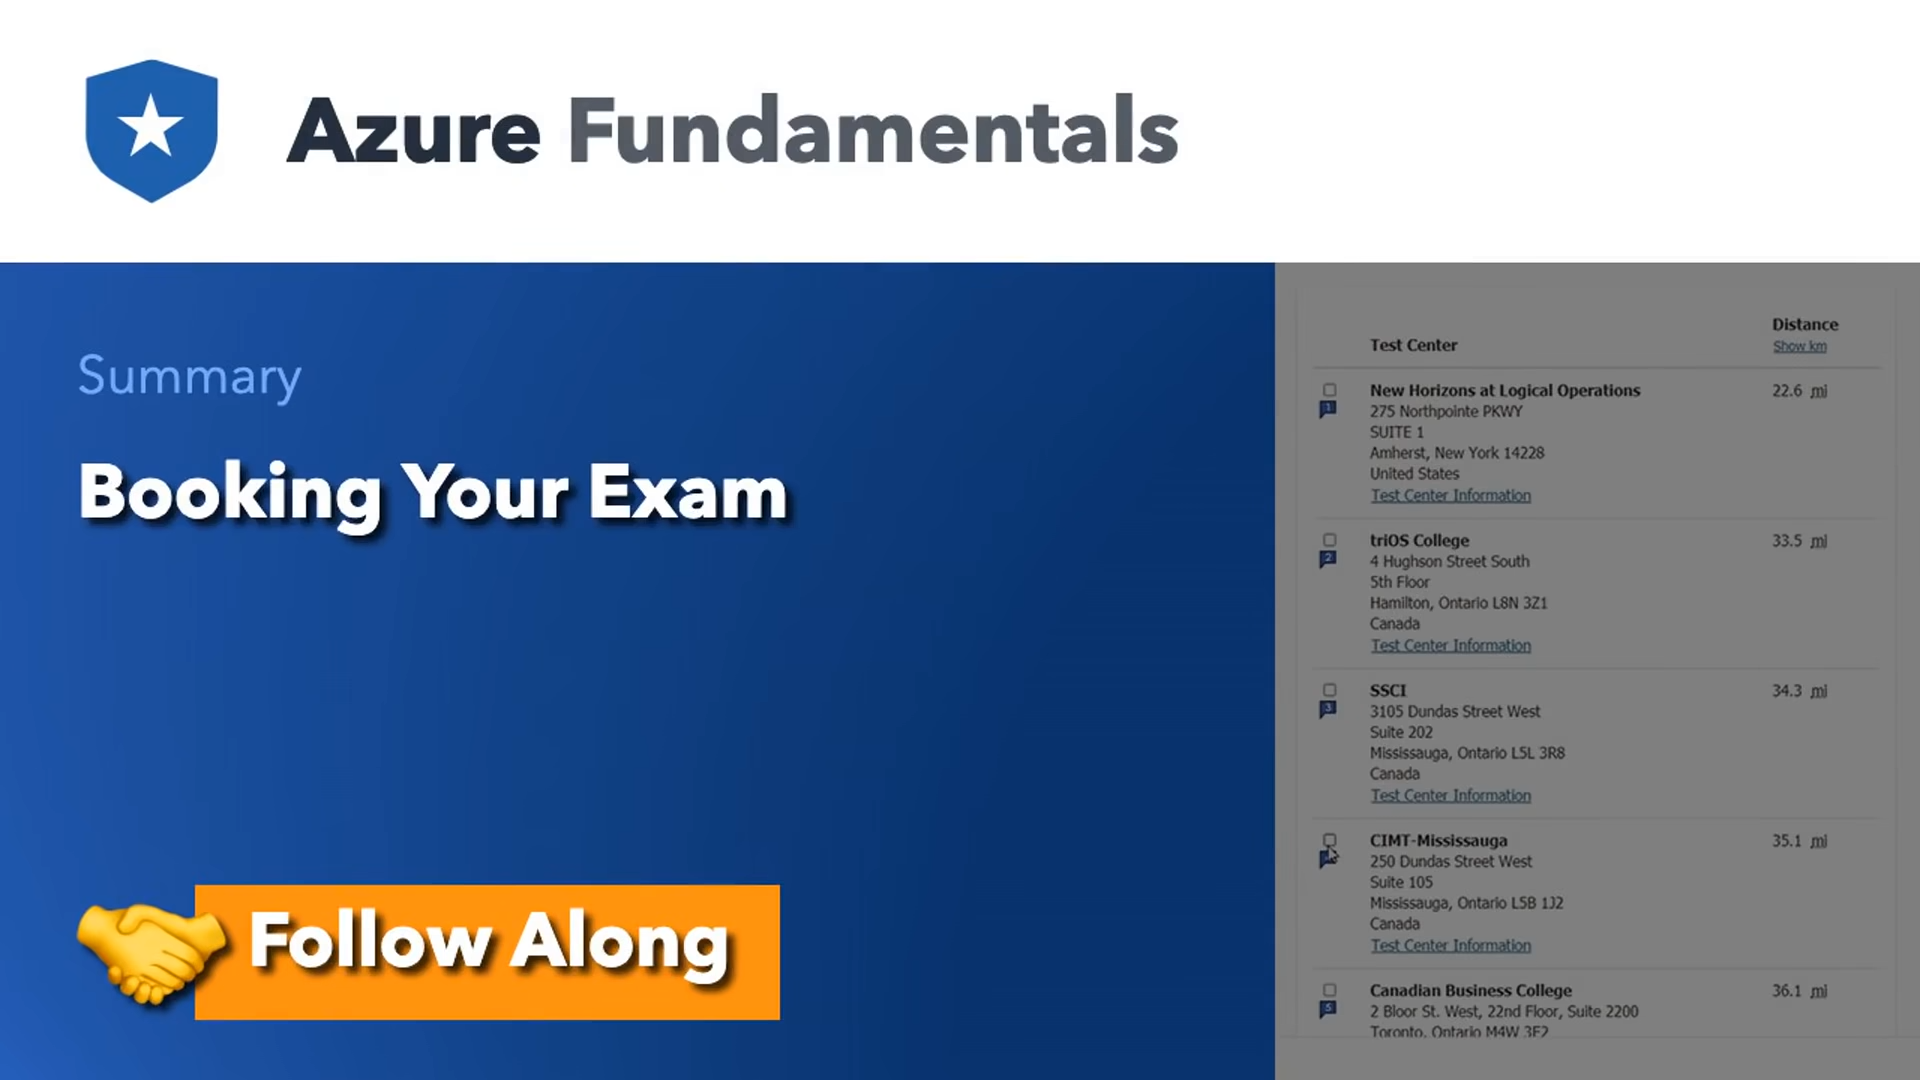 Azure Fundamentals
Summary
Booking Your Exam
Follow Along
Test Center
Distance
Show km
1
New Horizons at Logical Operations
22.6 mi
275 Northpointe PKWY
SUITE 1
Amherst, New York 14228
United States
Test Center Information
2
triOS College
33.5 mi
4 Hughson Street South
5th Floor
Hamilton, Ontario L8N 3Z1
Canada
Test Center Information
3
SSCI
34.3 mi
3105 Dundas Street West
Suite 202
Mississauga, Ontario L5L 3R8
Canada
Test Center Information
CIMT-Mississauga
35.1 mi
250 Dundas Street West
Suite 105
Mississauga, Ontario L5B 1J2
Canada
Test Center Information
5
Canadian Business College
36.1 mi
2 Bloor St. West, 22nd Floor, Suite 2200
Toronto, Ontario M4W 3E2